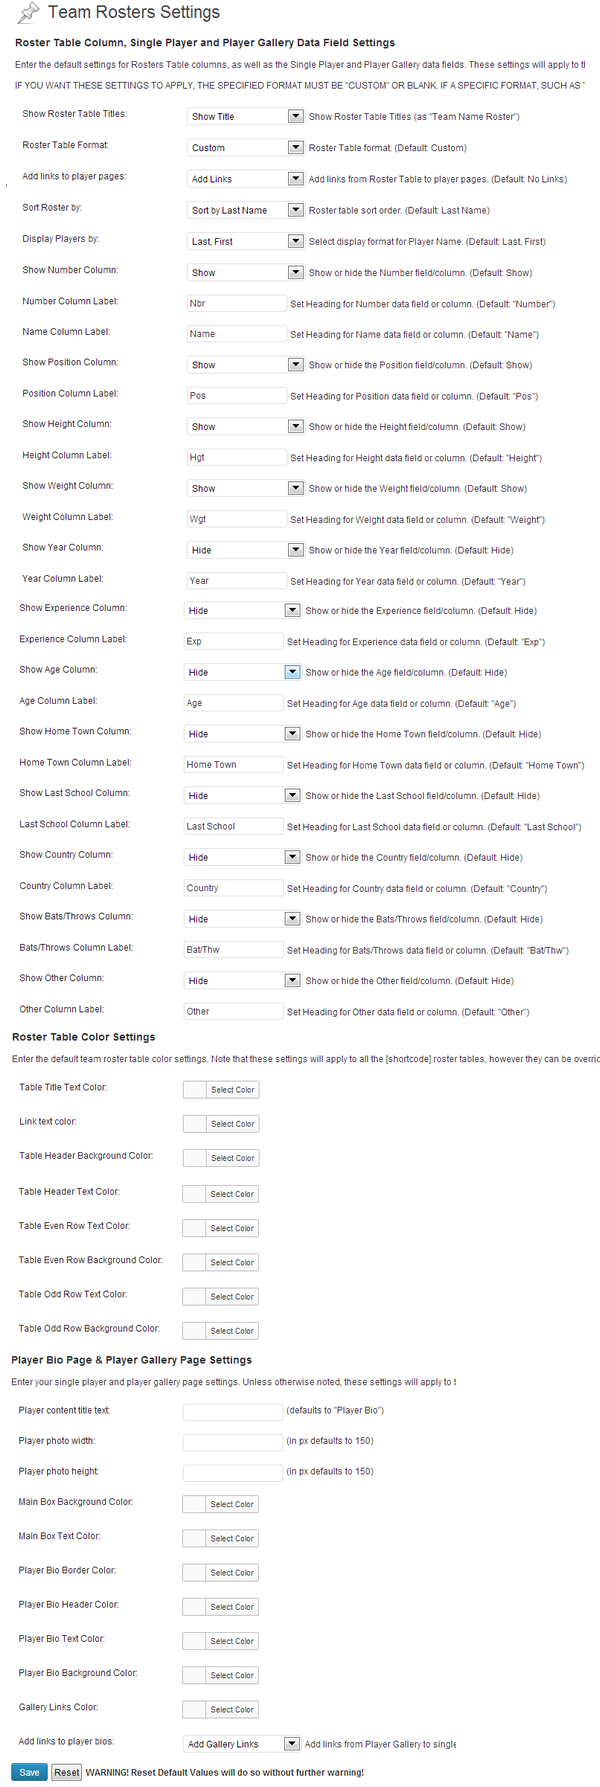 Team Rosters Settings
Roster Table Column, Single Player and Player Gallery Data Field Settings
Enter the default settings for Rosters Table columns, as well as the Single Player and Player Gallery data fields. These settings will apply to
IF YOU WANT THESE SETTINGS TO APPLY, THE SPECIFIED FORMAT MUST BE "CUSTOM" OR BLANK. IF A SPECIFIC FORMAT, SUCH AS "
Show Roster Table Titles: Show Title Show Roster Table Titles (as "Team Name Roster")
Roster Table Format: Custom Roster Table format. (Default: Custom)
Add links to player pages: Add Links Add links from Roster Table to player pages. (Default: No Links)
Sort Roster by: Sort by Last Name Roster table sort order. (Default: Last Name)
Display Players by: Last, First Select display format for Player Name. (Default: Last, First)
Show Number Column: Show Show or hide the Number field/column. (Default: Show)
Number Column Label: Nbr Set Heading for Number data field or column. (Default: "Number")
Name Column Label: Name Set Heading for Name data field or column. (Default: "Name")
Show Position Column: Show Show or hide the Position field/column. (Default: Show)
Position Column Label: Pos Set Heading for Position data field or column. (Default: "Pos")
Show Height Column: Show Show or hide the Height field/column. (Default: Show)
Height Column Label: Hgt Set Heading for Height data field or column. (Default: "Height")
Show Weight Column: Show Show or hide the Weight field/column. (Default: Show)
Weight Column Label: Wgt Set Heading for Weight data field or column. (Default: "Weight")
Show Year Column: Hide Show or hide the Year field/column. (Default: Hide)
Year Column Label: Year Set Heading for Year data field or column. (Default: "Year")
Show Experience Column: Hide Show or hide the Experience field/column. (Default: Hide)
Experience Column Label: Exp Set Heading for Experience data field or column. (Default: "Exp")
Show Age Column: Hide Show or hide the Age field/column. (Default: Hide)
Age Column Label: Age Set Heading for Age data field or column. (Default: "Age")
Show Home Town Column: Hide Show or hide the Home Town field/column. (Default: Hide)
Home Town Column Label: Home Town Set Heading for Home Town data field or column. (Default: "Home Town")
Show Last School Column: Hide Show or hide the Last School field/column. (Default: Hide)
Last School Column Label: Last School Set Heading for Last School data field or column. (Default: "Last School")
Show Country Column: Hide Show or hide the Country field/column. (Default: Hide)
Country Column Label: Country Set Heading for Country data field or column. (Default: "Country")
Show Bats/Throws Column: Hide Show or hide the Bats/Throws field/column. (Default: Hide)
Bats/Throws Column Label: Bat/Thw Set Heading for Bats/Throws data field or column. (Default: "Bat/Thw")
Show Other Column: Hide Show or hide the Other field/column. (Default: Hide)
Other Column Label: Other Set Heading for Other data field or column. (Default: "Other")
Roster Table Color Settings
Enter the default team roster table color settings. Note that these settings will apply to all the [shortcode] roster tables, however they can be overric
Table Title Text Color: Select Color
Link text color: Select Color
Table Header Background Color: Select Color
Table Header Text Color: Select Color
Table Even Row Text Color: Select Color
Table Even Row Background Color: Select Color
Table Odd Row Text Color: Select Color
Table Odd Row Background Color: Select Color
Player Bio Page & Player Gallery Page Settings
Enter your single player and player gallery page settings. Unless otherwise noted, these settings will apply to
Player content title text: (defaults to "Player Bio")
Player photo width: (in px defaults to 150)
Player photo height: (in px defaults to 150)
Main Box Background Color: Select Color
Main Box Text Color: Select Color
Player Bio Border Color: Select Color
Player Bio Header Color: Select Color
Player Bio Text Color: Select Color
Player Bio Background Color: Select Color
Gallery Links Color: Select Color
Add links to player bios: Add Gallery Links Add links from Player Gallery to single
Save Reset WARNING! Reset Default Values will do so without further warning!